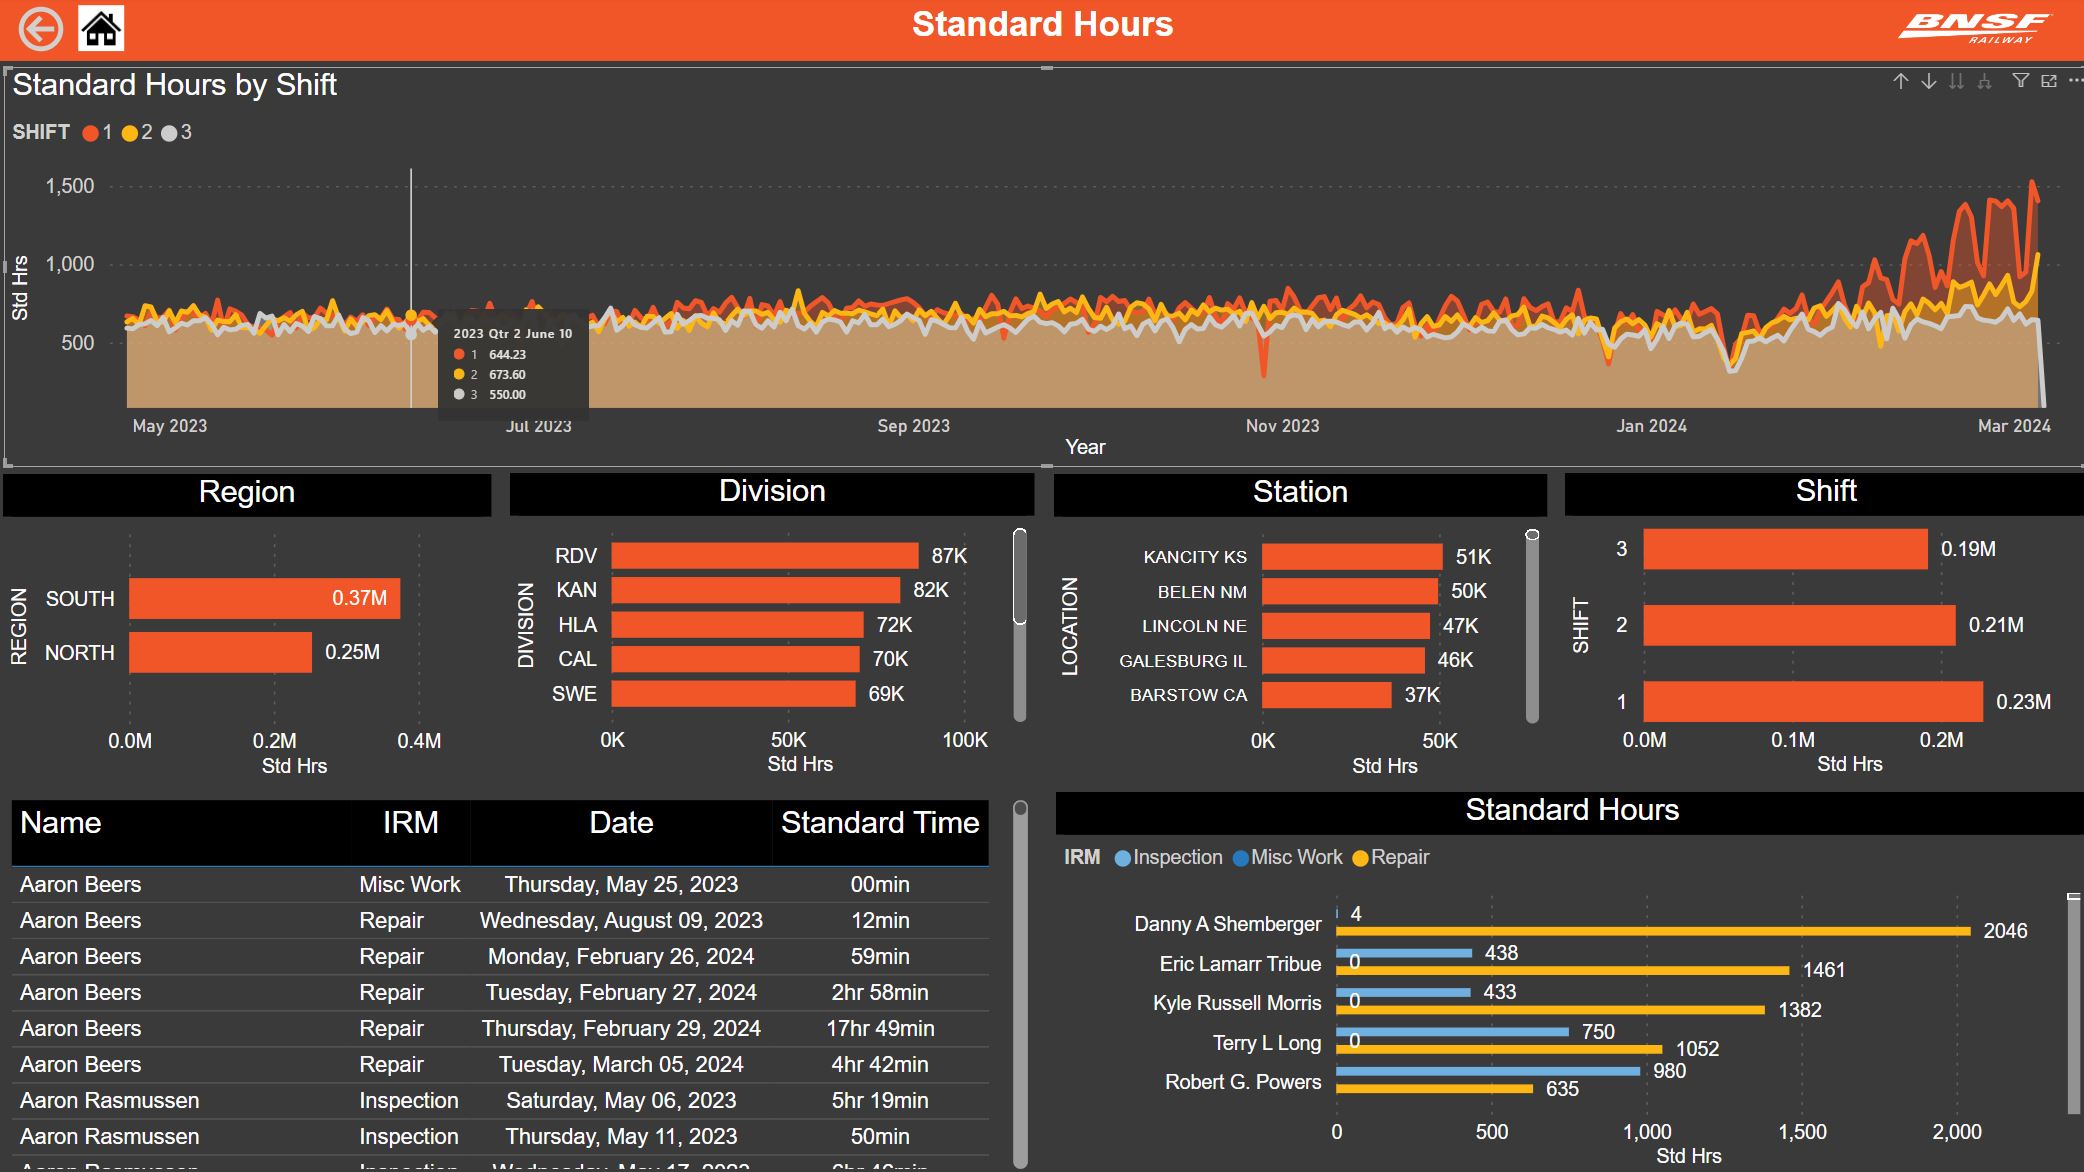 Standard Hours
BNSF
RAILWAY
Standard Hours by Shift
SHIFT 1 2 3
Std Hrs
1,500
1,000
500
2023 Qtr 2 June 10
1 644.23
2 673.60
3 550.00
May 2023 Jul 2023 Sep 2023 Nov 2023 Jan 2024 Mar 2024
Year
Region
REGION
SOUTH 0.37M
NORTH 0.25M
0.0M 0.2M 0.4M
Std Hrs
Division
DIVISION
RDV 87K
KAN 82K
HLA 72K
CAL 70K
SWE 69K
0K 50K 100K
Std Hrs
Station
LOCATION
KANCITY KS 51K
BELEN NM 50K
LINCOLN NE 47K
GALESBURG IL 46K
BARSTOW CA 37K
0K 50K
Std Hrs
Shift
SHIFT
3 0.19M
2 0.21M
1 0.23M
0.0M 0.1M 0.2M
Std Hrs
Name IRM Date Standard Time
Aaron Beers Misc Work Thursday, May 25, 2023 00min
Aaron Beers Repair Wednesday, August 09, 2023 12min
Aaron Beers Repair Monday, February 26, 2024 59min
Aaron Beers Repair Tuesday, February 27, 2024 2hr 58min
Aaron Beers Repair Thursday, February 29, 2024 17hr 49min
Aaron Beers Repair Tuesday, March 05, 2024 4hr 42min
Aaron Rasmussen Inspection Saturday, May 06, 2023 5hr 19min
Aaron Rasmussen Inspection Thursday, May 11, 2023 50min
Standard Hours
IRM Inspection Misc Work Repair
Danny A Shemberger 4 2046
Eric Lamarr Tribue 438 0 1461
Kyle Russell Morris 433 0 1382
Terry L Long 750 0 1052
Robert G. Powers 980 635
0 500 1,000 1,500 2,000
Std Hrs